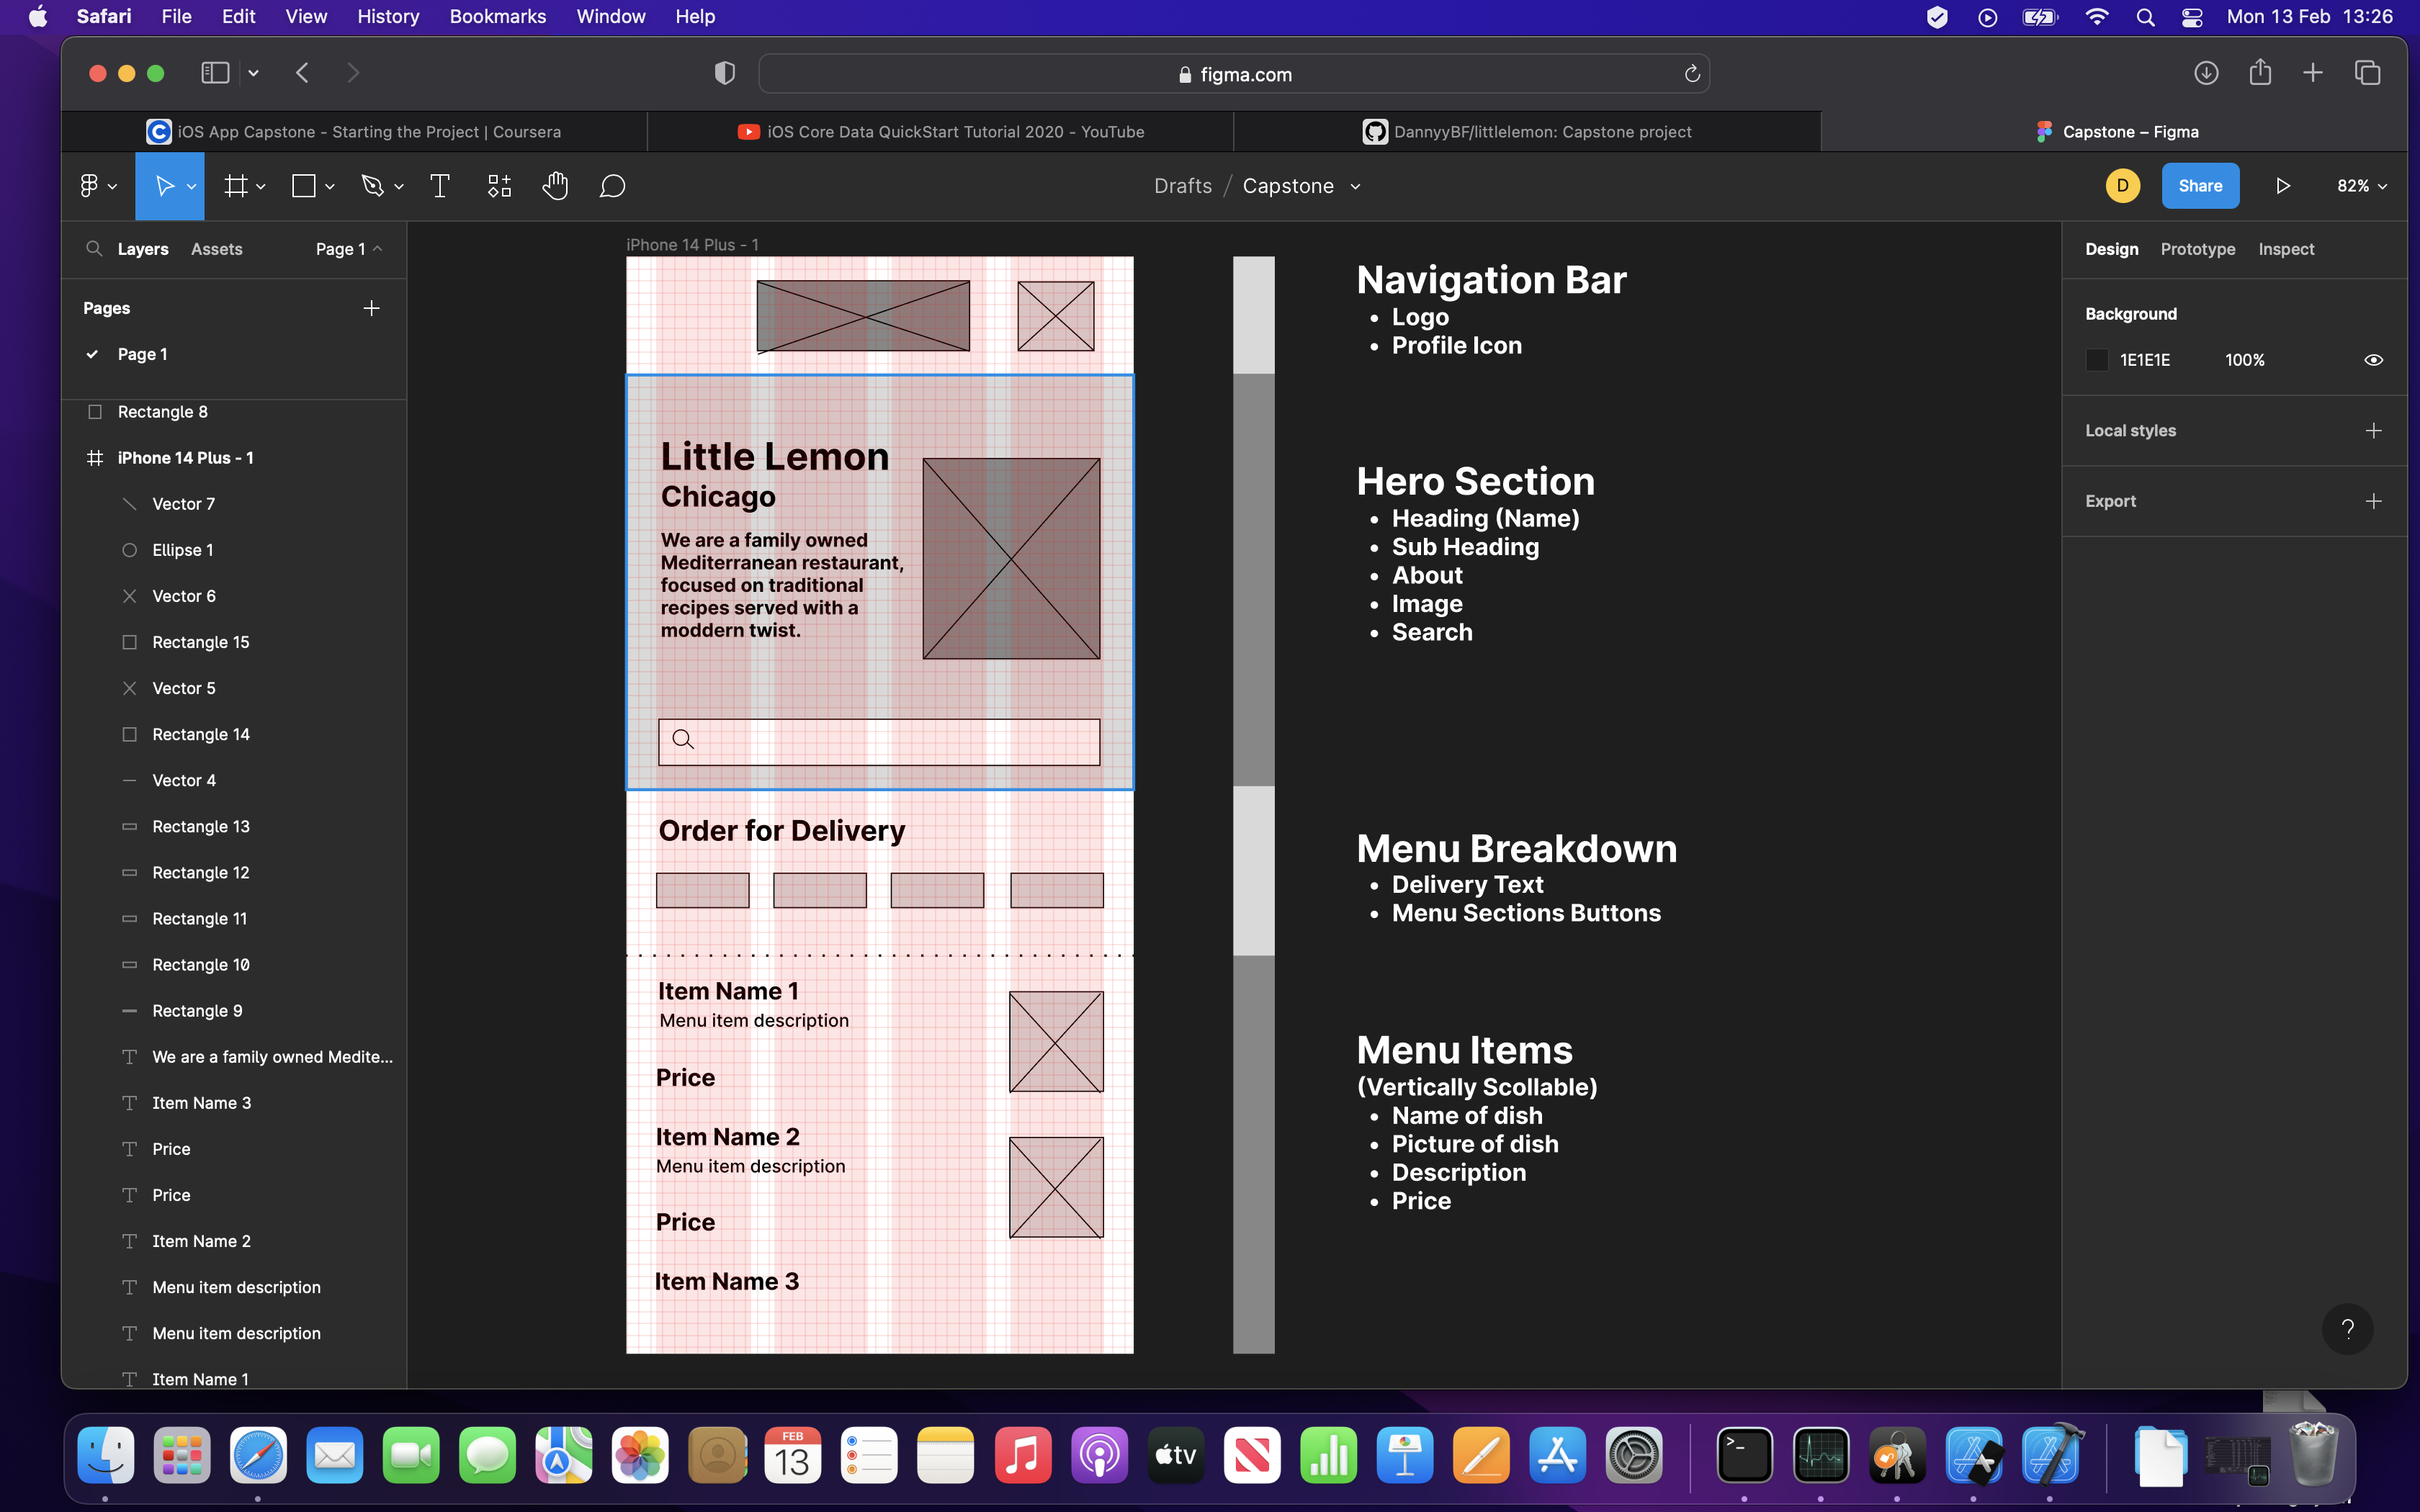 Safari File Edit View History Bookmarks Window Help Mon 13 Feb 13:26
figma.com
iOS App Capstone - Starting the Project | Coursera
iOS Core Data QuickStart Tutorial 2020 - YouTube
DannyyBF/littlelemon: Capstone project
Capstone – Figma
Drafts / Capstone
D
Share
82%
Layers Assets Page 1
Pages
Page 1
Rectangle 8
iPhone 14 Plus - 1
Vector 7
Ellipse 1
Vector 6
Rectangle 15
Vector 5
Rectangle 14
Vector 4
Rectangle 13
Rectangle 12
Rectangle 11
Rectangle 10
Rectangle 9
We are a family owned Medite...
Item Name 3
Price
Price
Item Name 2
Menu item description
Menu item description
Item Name 1
iPhone 14 Plus - 1
Little Lemon
Chicago
We are a family owned
Mediterranean restaurant,
focused on traditional
recipes served with a
moddern twist.
Order for Delivery
Item Name 1
Menu item description
Price
Item Name 2
Menu item description
Price
Item Name 3
Navigation Bar
• Logo
• Profile Icon
Hero Section
• Heading (Name)
• Sub Heading
• About
• Image
• Search
Menu Breakdown
• Delivery Text
• Menu Sections Buttons
Menu Items
(Vertically Scollable)
• Name of dish
• Picture of dish
• Description
• Price
Design Prototype Inspect
Background
1E1E1E 100%
Local styles
Export
?
FEB
13
tv